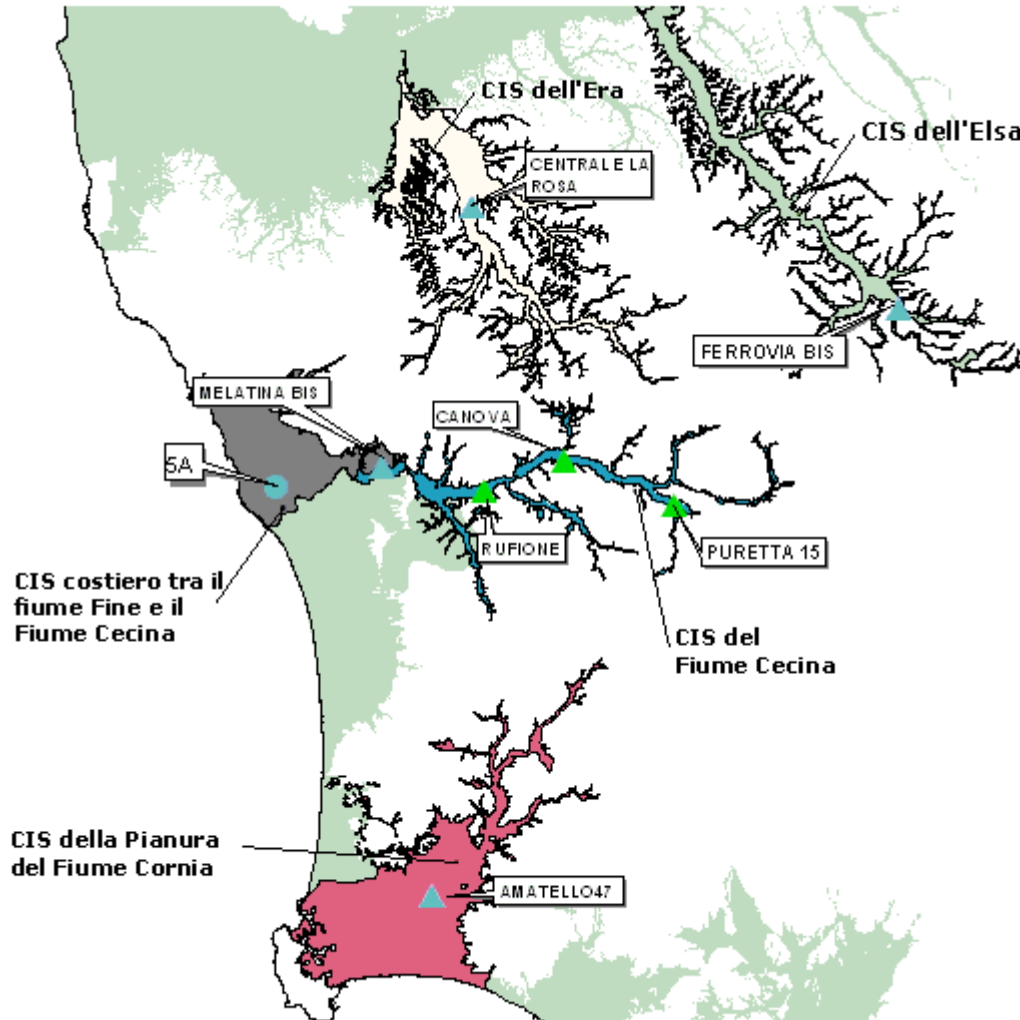 CIS dell'Era
CIS dell'Elsa
CENTRALE LA
ROSA
FERROVIA BIS
MELATINA BIS
CANOVA
5A
RUFIONE
PURETTA 15
CIS costiero tra il
fiume Fine e il
Fiume Cecina
CIS del
Fiume Cecina
CIS della Pianura
del Fiume Cornia
AMATELLO47